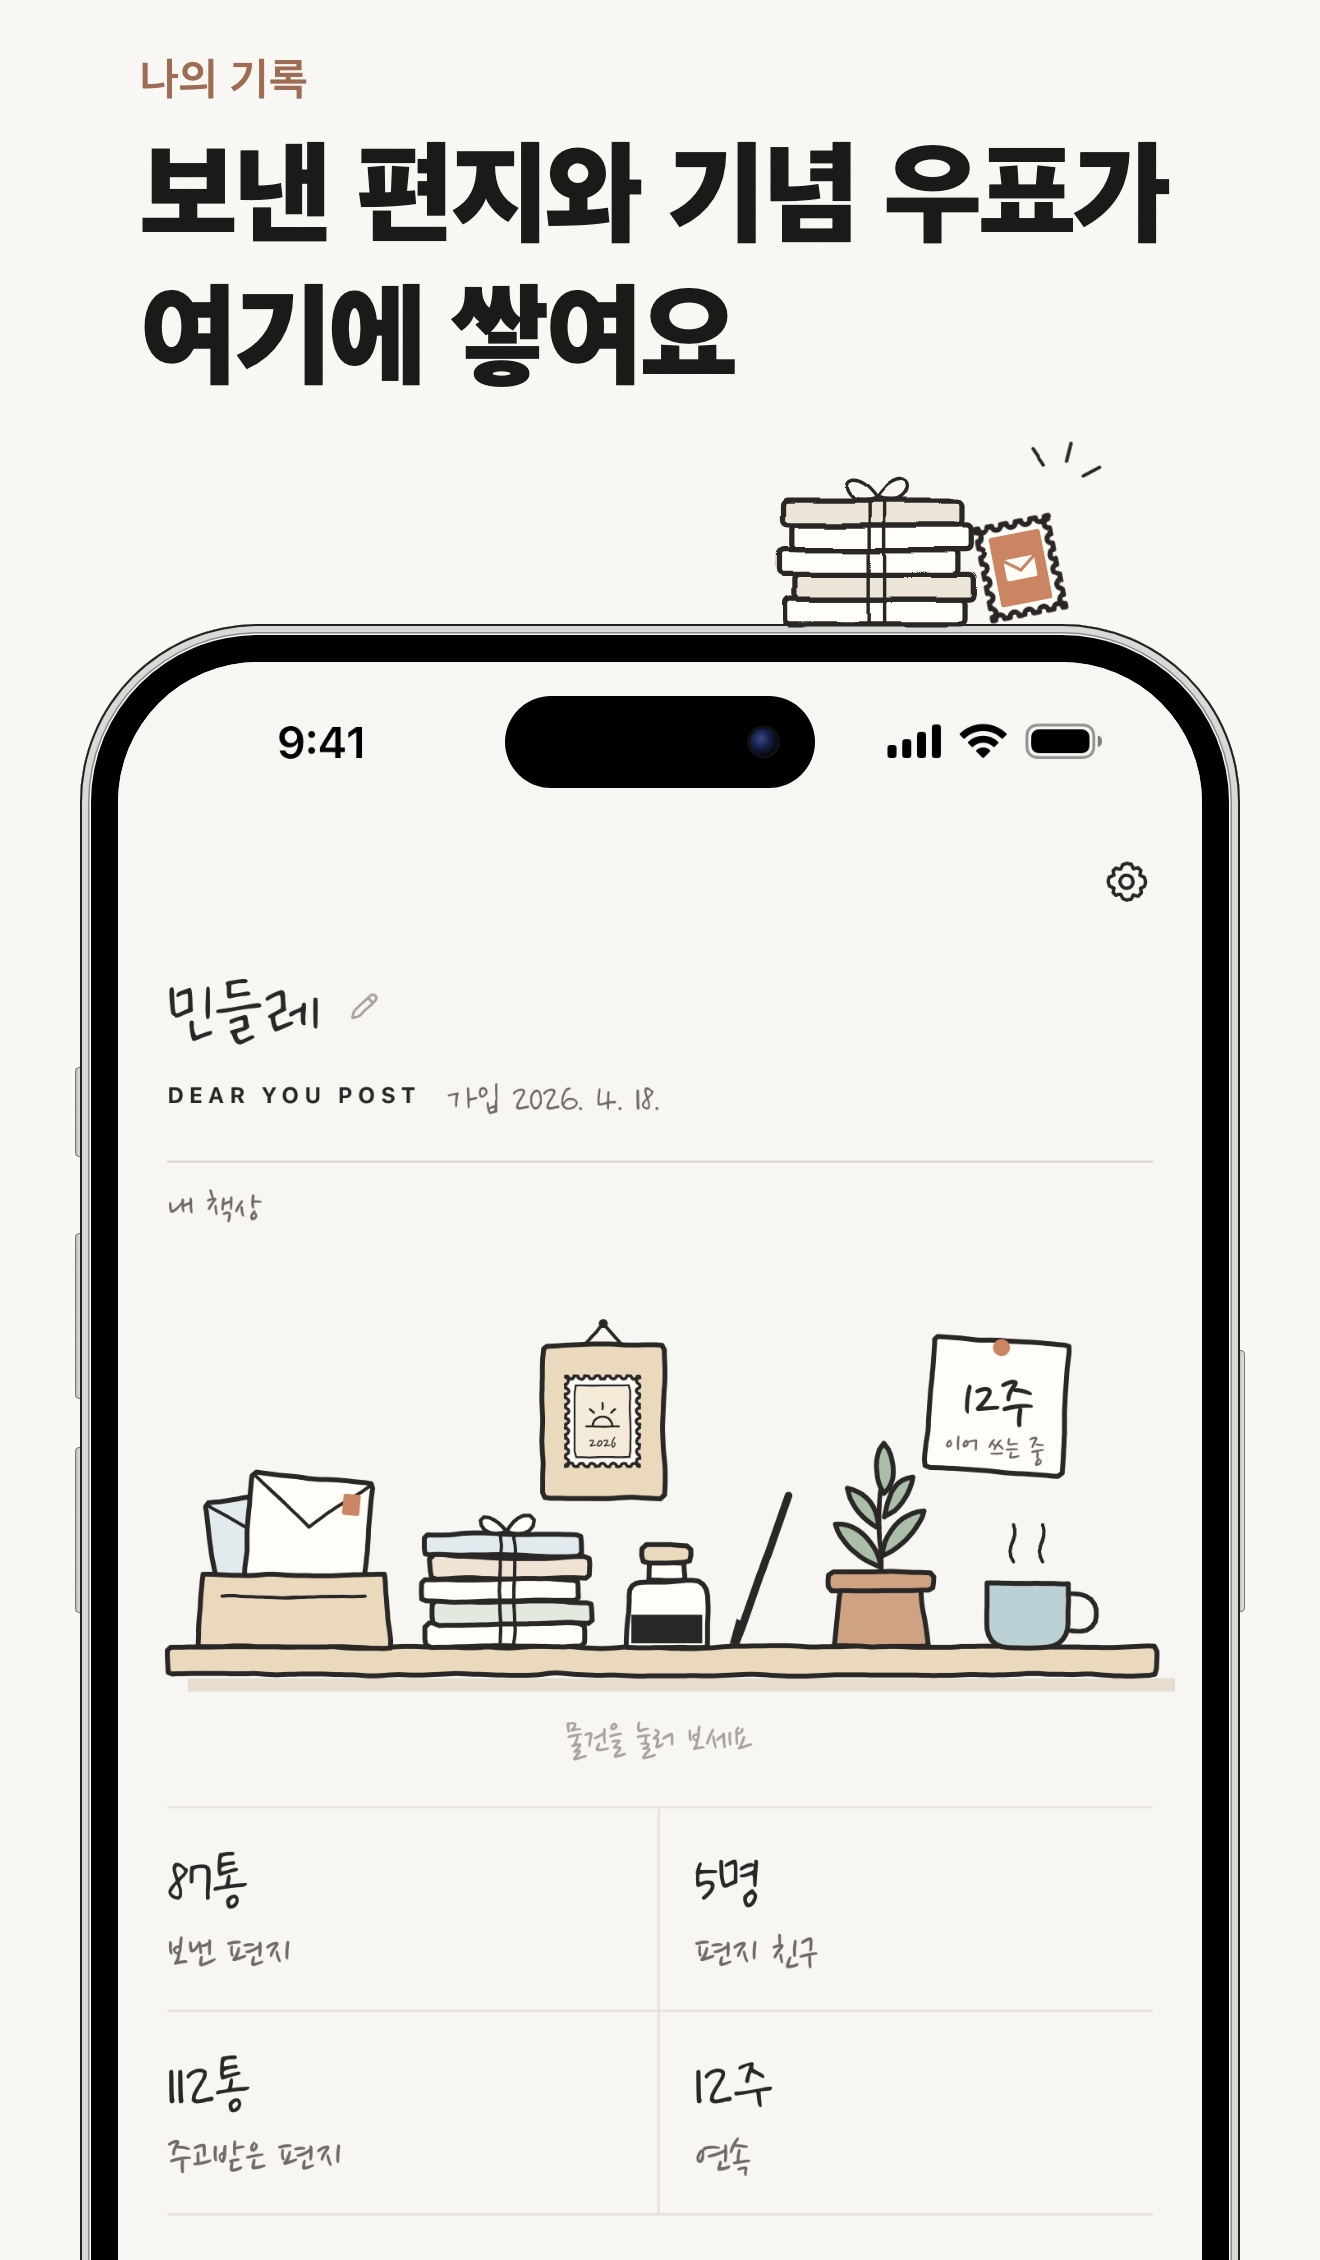 나의 기록
보낸 편지와 기념 우표가
여기에 쌓여요
9:41
민들레
DEAR YOU POST 가입 2026. 4. 18.
내 책상
2026
12주
이어 쓰는 중
물건을 눌러 보세요
87통
보낸 편지
5명
편지 친구
112통
주고받은 편지
12주
연속